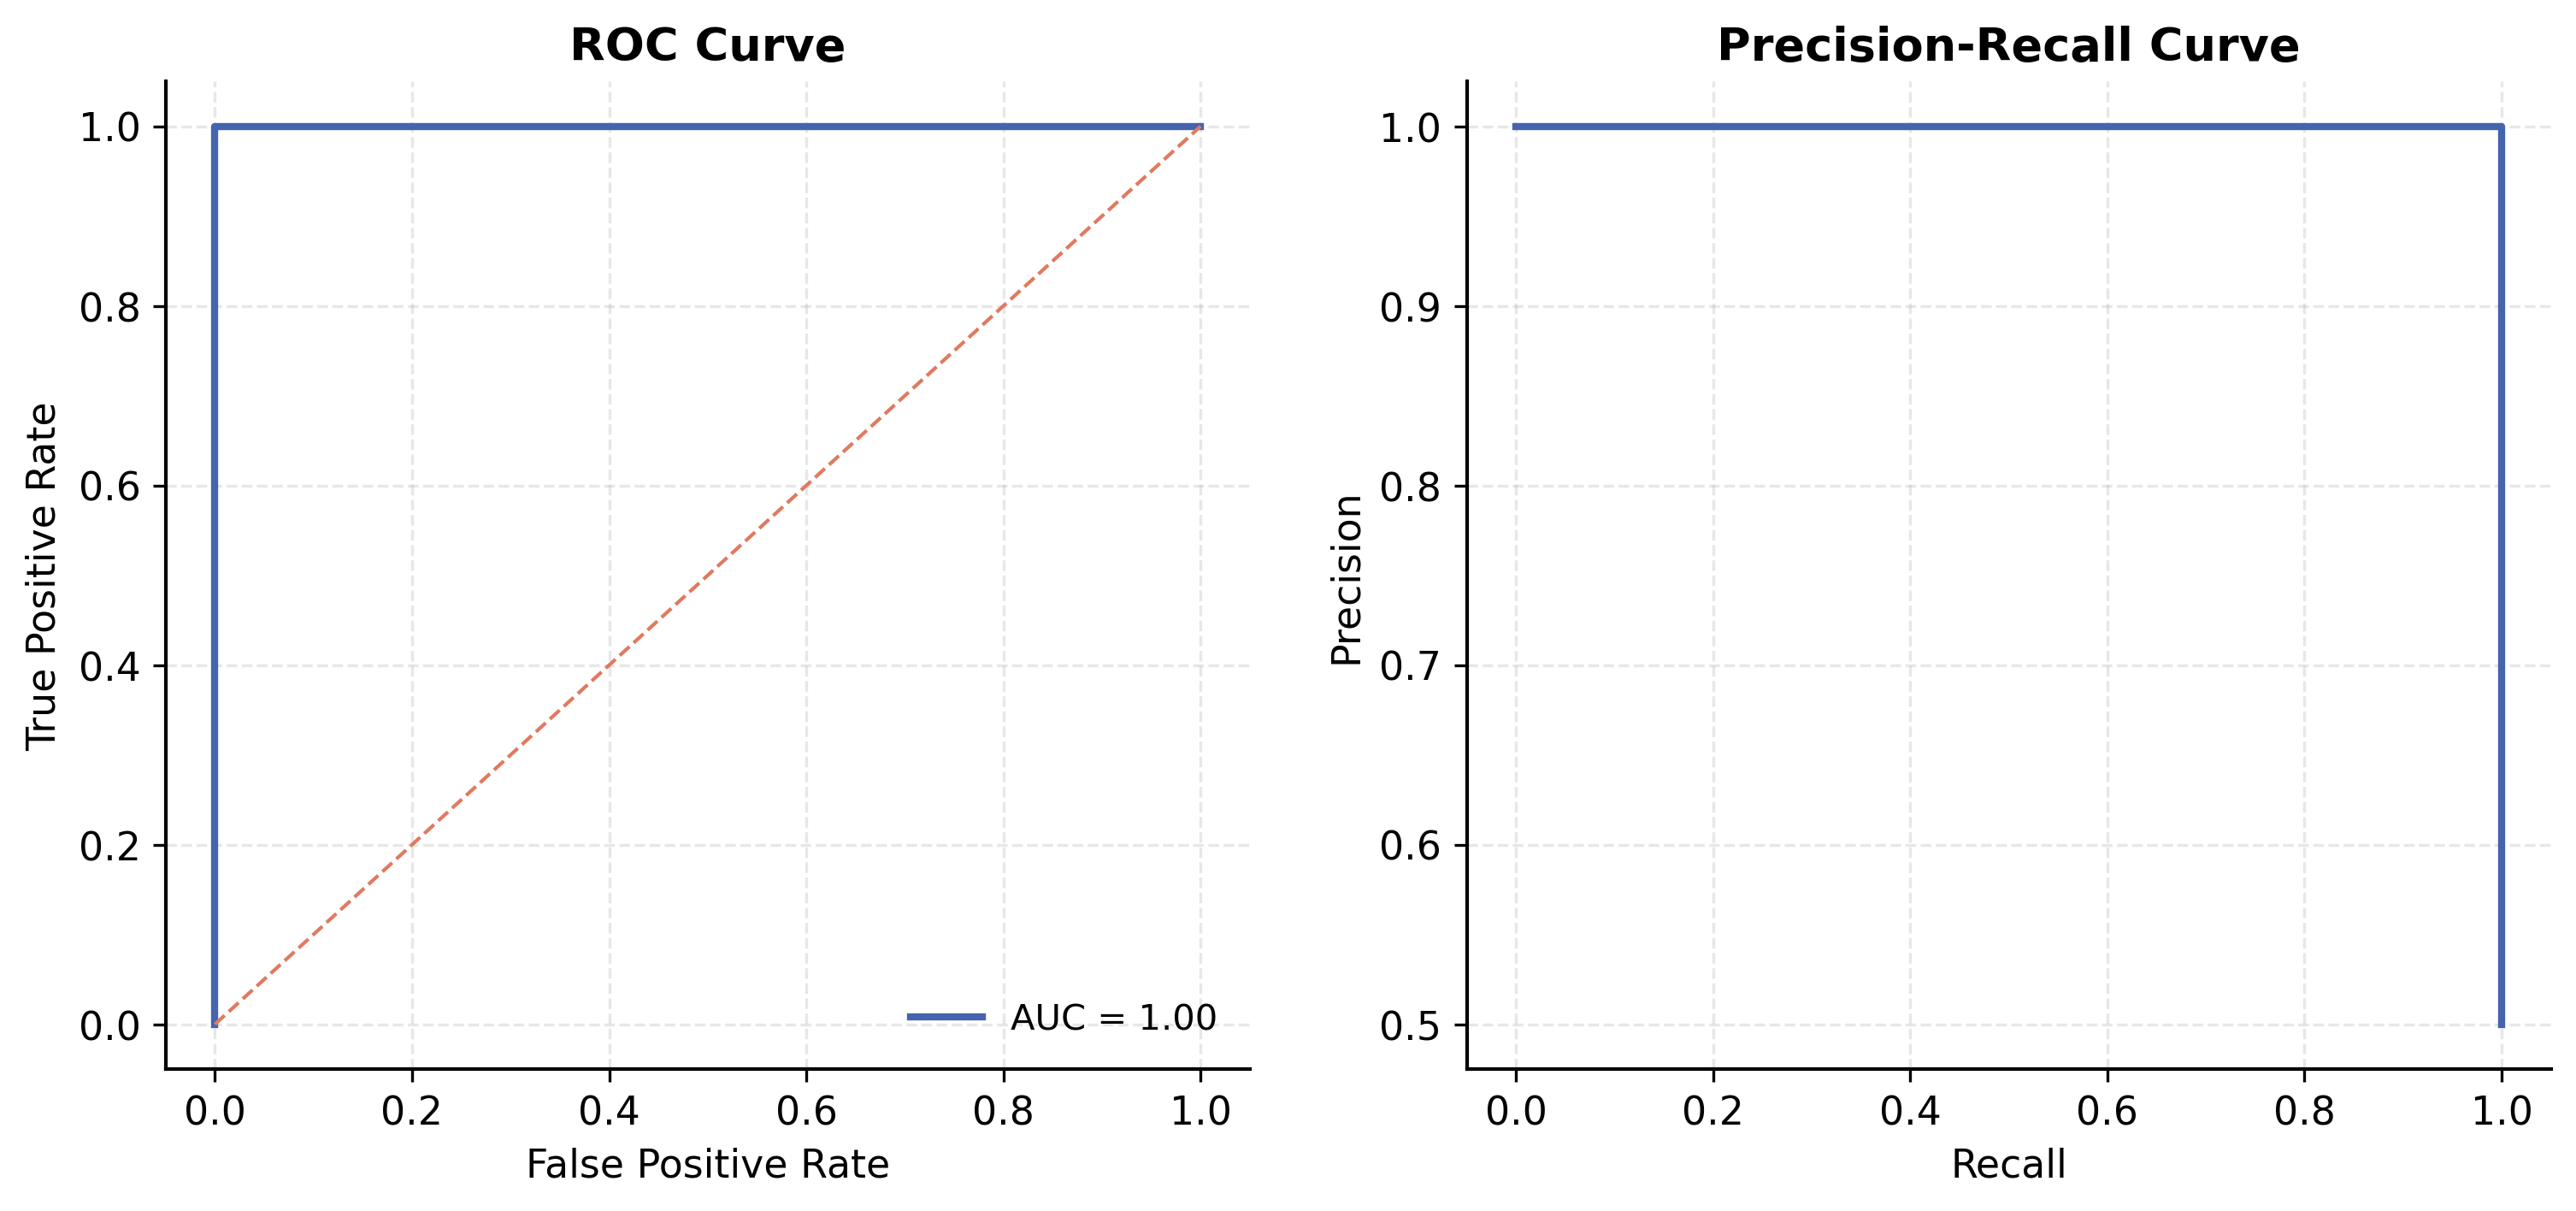 ROC Curve
True Positive Rate
1.0
0.8
0.6
0.4
0.2
0.0
AUC = 1.00
0.0 0.2 0.4 0.6 0.8 1.0
False Positive Rate
Precision-Recall Curve
Precision
1.0
0.9
0.8
0.7
0.6
0.5
0.0 0.2 0.4 0.6 0.8 1.0
Recall